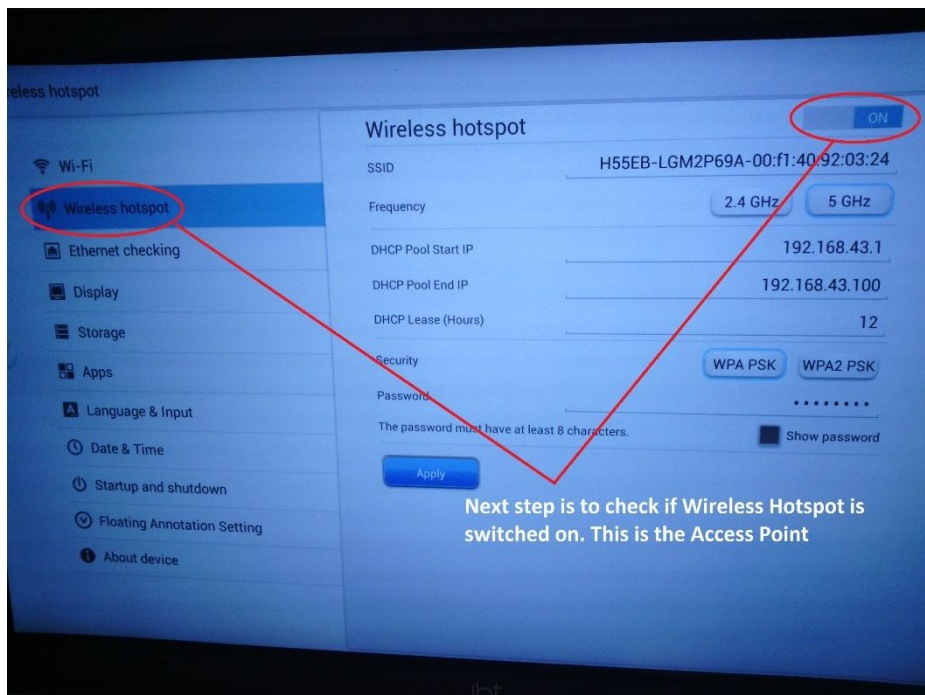 reless hotspot
Wi-Fi
Wireless hotspot
Ethernet checking
Display
Storage
Apps
Language & Input
Date & Time
Startup and shutdown
Floating Annotation Setting
About device
Wireless hotspot
ON
SSID
H55EB-LGM2P69A-00:f1:40:92:03:24
Frequency
2.4 GHz
5 GHz
DHCP Pool Start IP
192.168.43.1
DHCP Pool End IP
192.168.43.100
DHCP Lease (Hours)
12
Security
WPA PSK
WPA2 PSK
Password
••••••••
The password must have at least 8 characters.
Show password
Apply
Next step is to check if Wireless Hotspot is
switched on. This is the Access Point